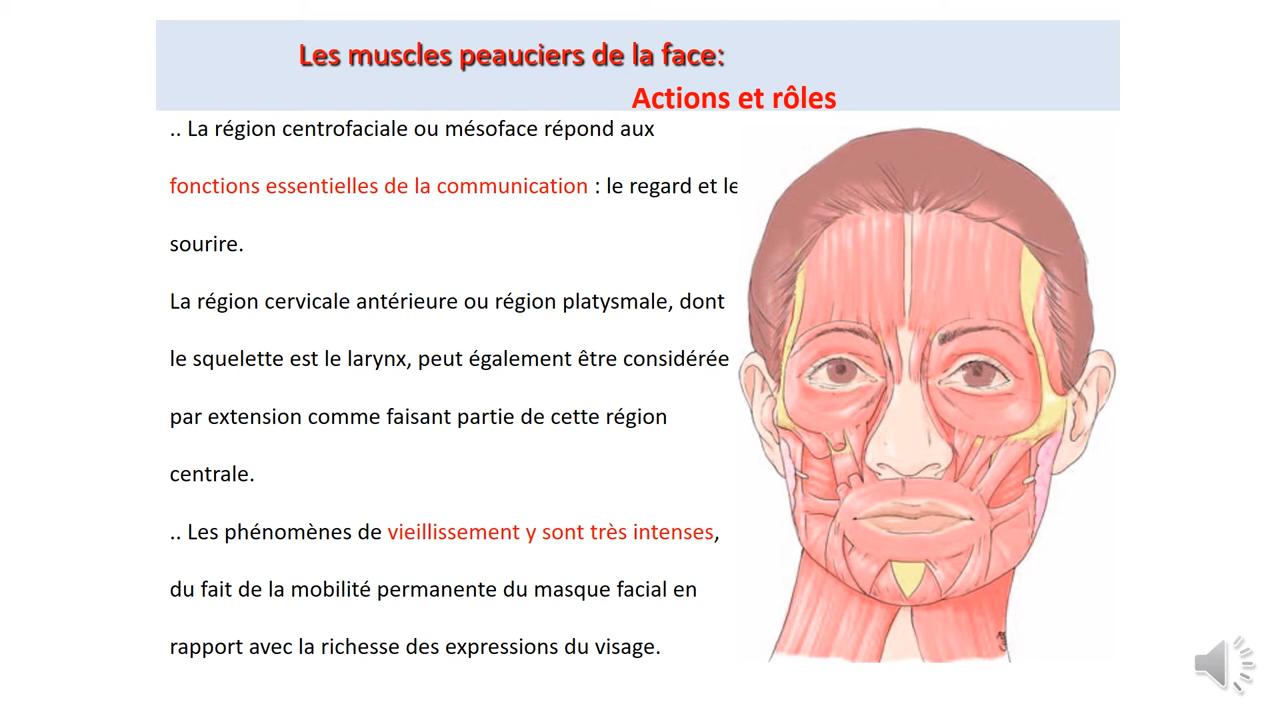 Les muscles peauciers de la face:
Actions et rôles
.. La région centrofaciale ou mésoface répond aux
fonctions essentielles de la communication : le regard et le
sourire.
La région cervicale antérieure ou région platysmale, dont
le squelette est le larynx, peut également être considérée
par extension comme faisant partie de cette région
centrale.
.. Les phénomènes de vieillissement y sont très intenses,
du fait de la mobilité permanente du masque facial en
rapport avec la richesse des expressions du visage.